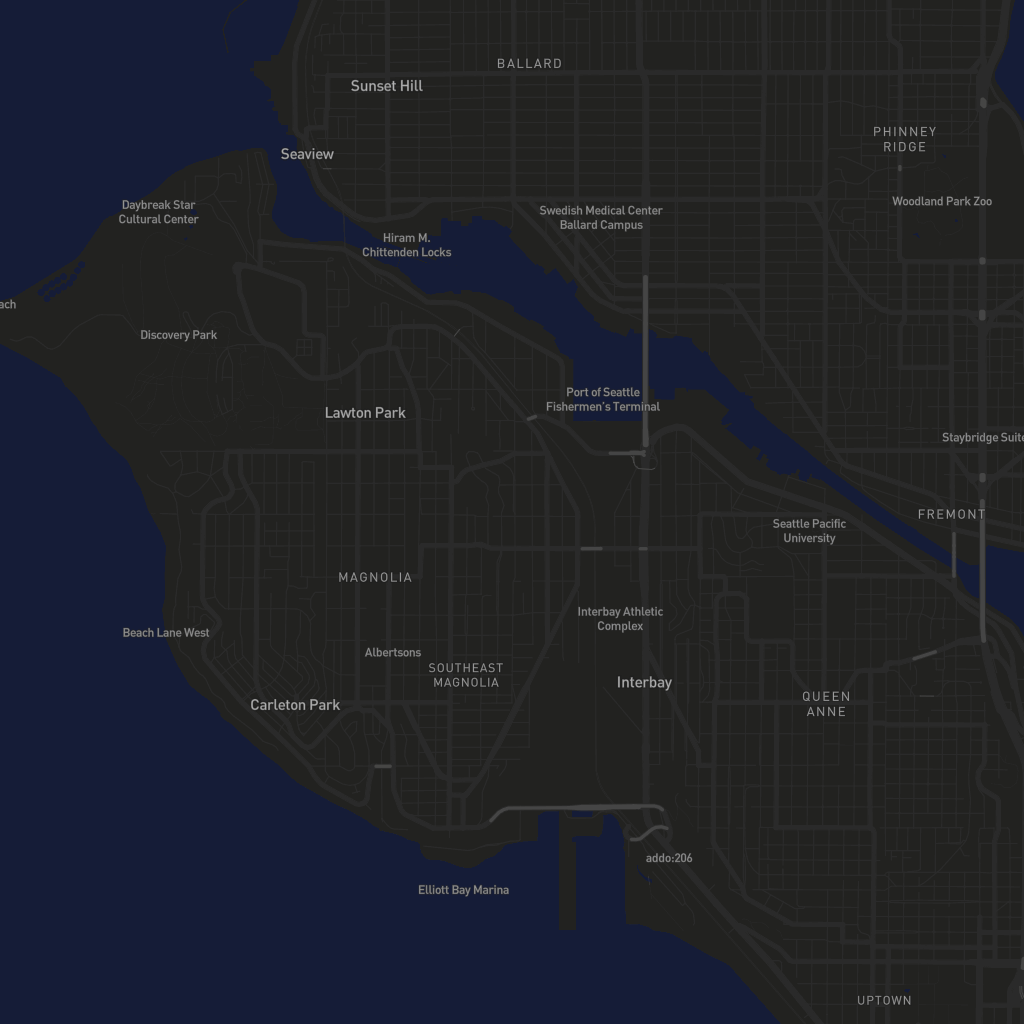 BALLARD
Sunset Hill
PHINNEY
RIDGE
Seaview
Woodland Park Zoo
Daybreak Star
Cultural Center
Swedish Medical Center
Ballard Campus
Hiram M.
Chittenden Locks
ach
Discovery Park
Port of Seattle
Fishermen's Terminal
Lawton Park
Staybridge Suite
FREMONT
Seattle Pacific
University
MAGNOLIA
Interbay Athletic
Complex
Beach Lane West
Albertsons
SOUTHEAST
MAGNOLIA
Interbay
QUEEN
ANNE
Carleton Park
addo:206
Elliott Bay Marina
UPTOWN